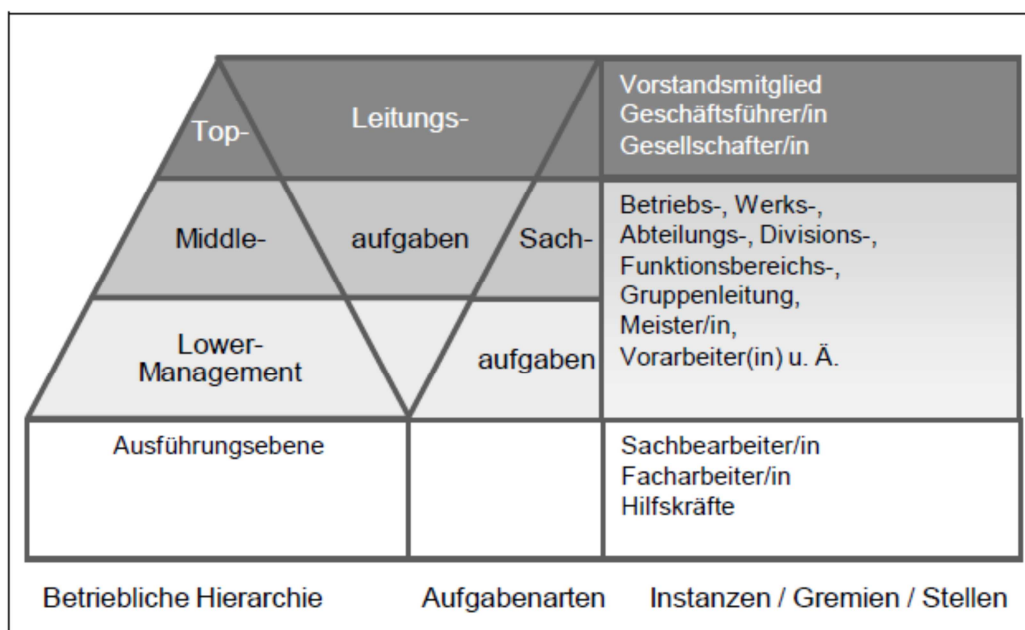 Top-
Leitungs-
Vorstandsmitglied
Geschäftsführer/in
Gesellschafter/in
Middle-
aufgaben
Sach-
Betriebs-, Werks-,
Abteilungs-, Divisions-,
Funktionsbereichs-,
Gruppenleitung,
Meister/in,
Vorarbeiter(in) u. Ä.
Lower-
Management
aufgaben
Ausführungsebene
Sachbearbeiter/in
Facharbeiter/in
Hilfskräfte
Betriebliche Hierarchie
Aufgabenarten
Instanzen / Gremien / Stellen